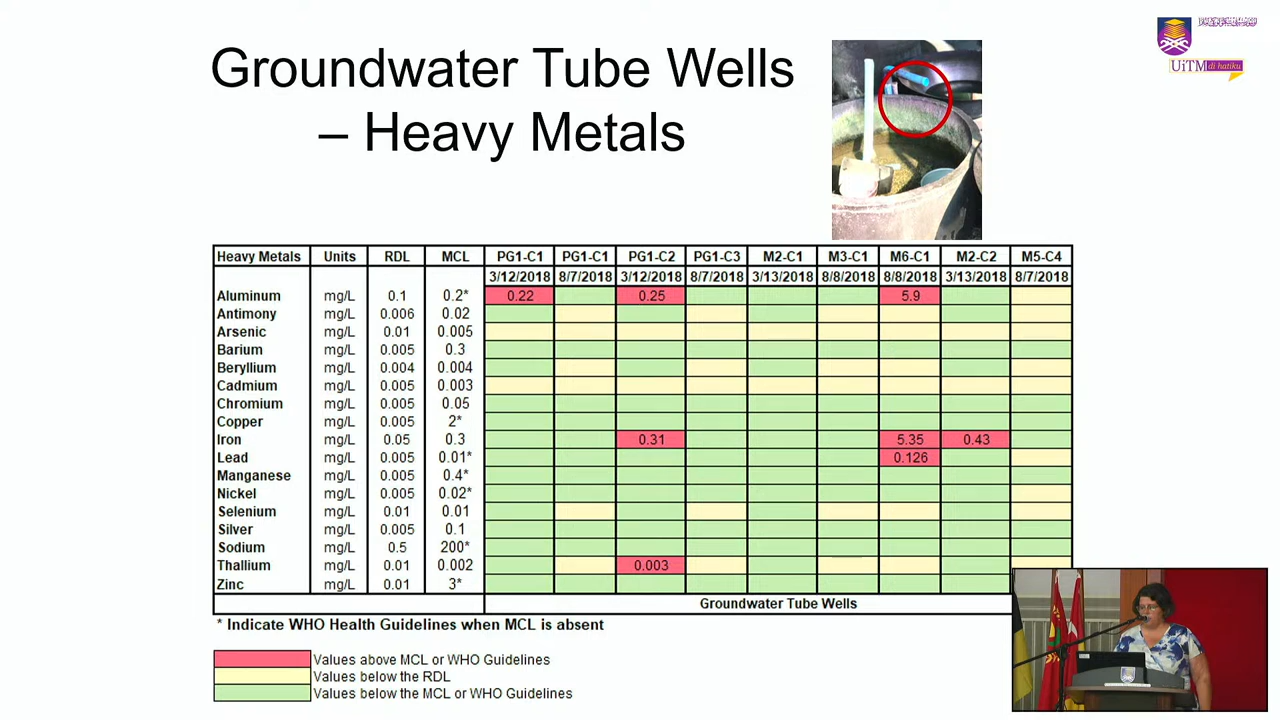 Groundwater Tube Wells
– Heavy Metals
UiTM di hatiku
Heavy Metals Units RDL MCL PG1-C1 PG1-C1 PG1-C2 PG1-C3 M2-C1 M3-C1 M6-C1 M2-C2 M5-C4
3/12/2018 8/7/2018 3/12/2018 8/7/2018 3/13/2018 8/8/2018 8/8/2018 3/13/2018 8/7/2018
Aluminum mg/L 0.1 0.2* 0.22 0.25 5.9
Antimony mg/L 0.006 0.02
Arsenic mg/L 0.01 0.005
Barium mg/L 0.005 0.3
Beryllium mg/L 0.004 0.004
Cadmium mg/L 0.005 0.003
Chromium mg/L 0.005 0.05
Copper mg/L 0.005 2*
Iron mg/L 0.05 0.3 0.31 5.35 0.43
Lead mg/L 0.005 0.01* 0.126
Manganese mg/L 0.005 0.4*
Nickel mg/L 0.005 0.02*
Selenium mg/L 0.01 0.01
Silver mg/L 0.005 0.1
Sodium mg/L 0.5 200*
Thallium mg/L 0.01 0.002 0.003
Zinc mg/L 0.01 3*
Groundwater Tube Wells
* Indicate WHO Health Guidelines when MCL is absent
Values above MCL or WHO Guidelines
Values below the RDL
Values below the MCL or WHO Guidelines